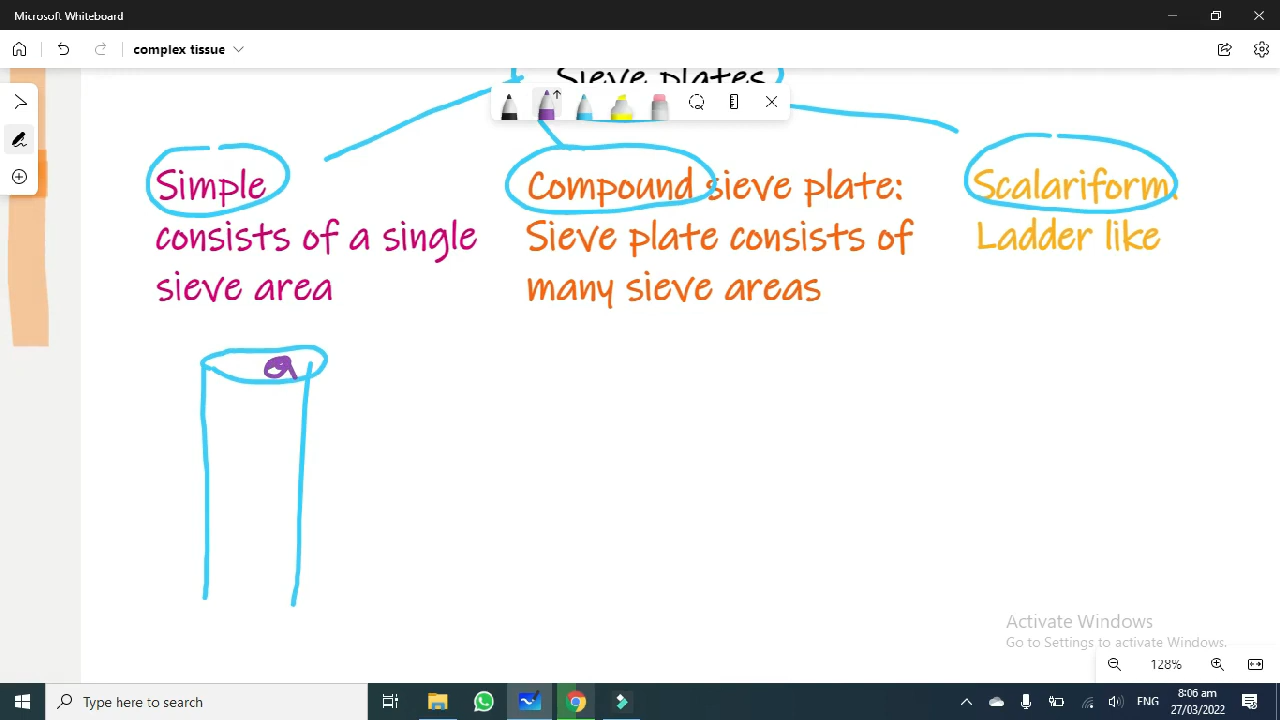 Microsoft Whiteboard
complex tissue
Sieve plates
Simple
consists of a single
sieve area
Compound sieve plate:
Sieve plate consists of
many sieve areas
Scalariform
Ladder like
Activate Windows
Go to Settings to activate Windows.
128%
Type here to search
ENG
8:06 am
27/03/2022